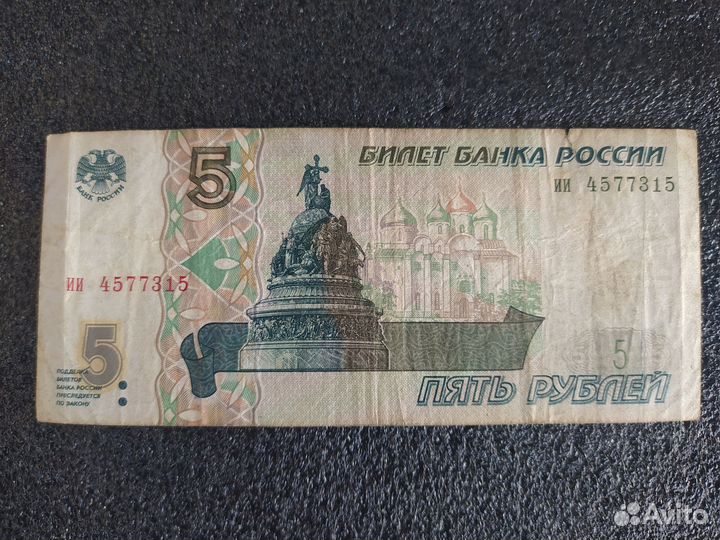 5
БИЛЕТ БАНКА РОССИИ
ии 4577315
БАНК РОССИИ
ии 4577315
5
ПОДДЕЛКА
БИЛЕТОВ
БАНКА РОССИИ
ПРЕСЛЕДУЕТСЯ
ПО ЗАКОНУ
5
ПЯТЬ РУБЛЕЙ
Avito